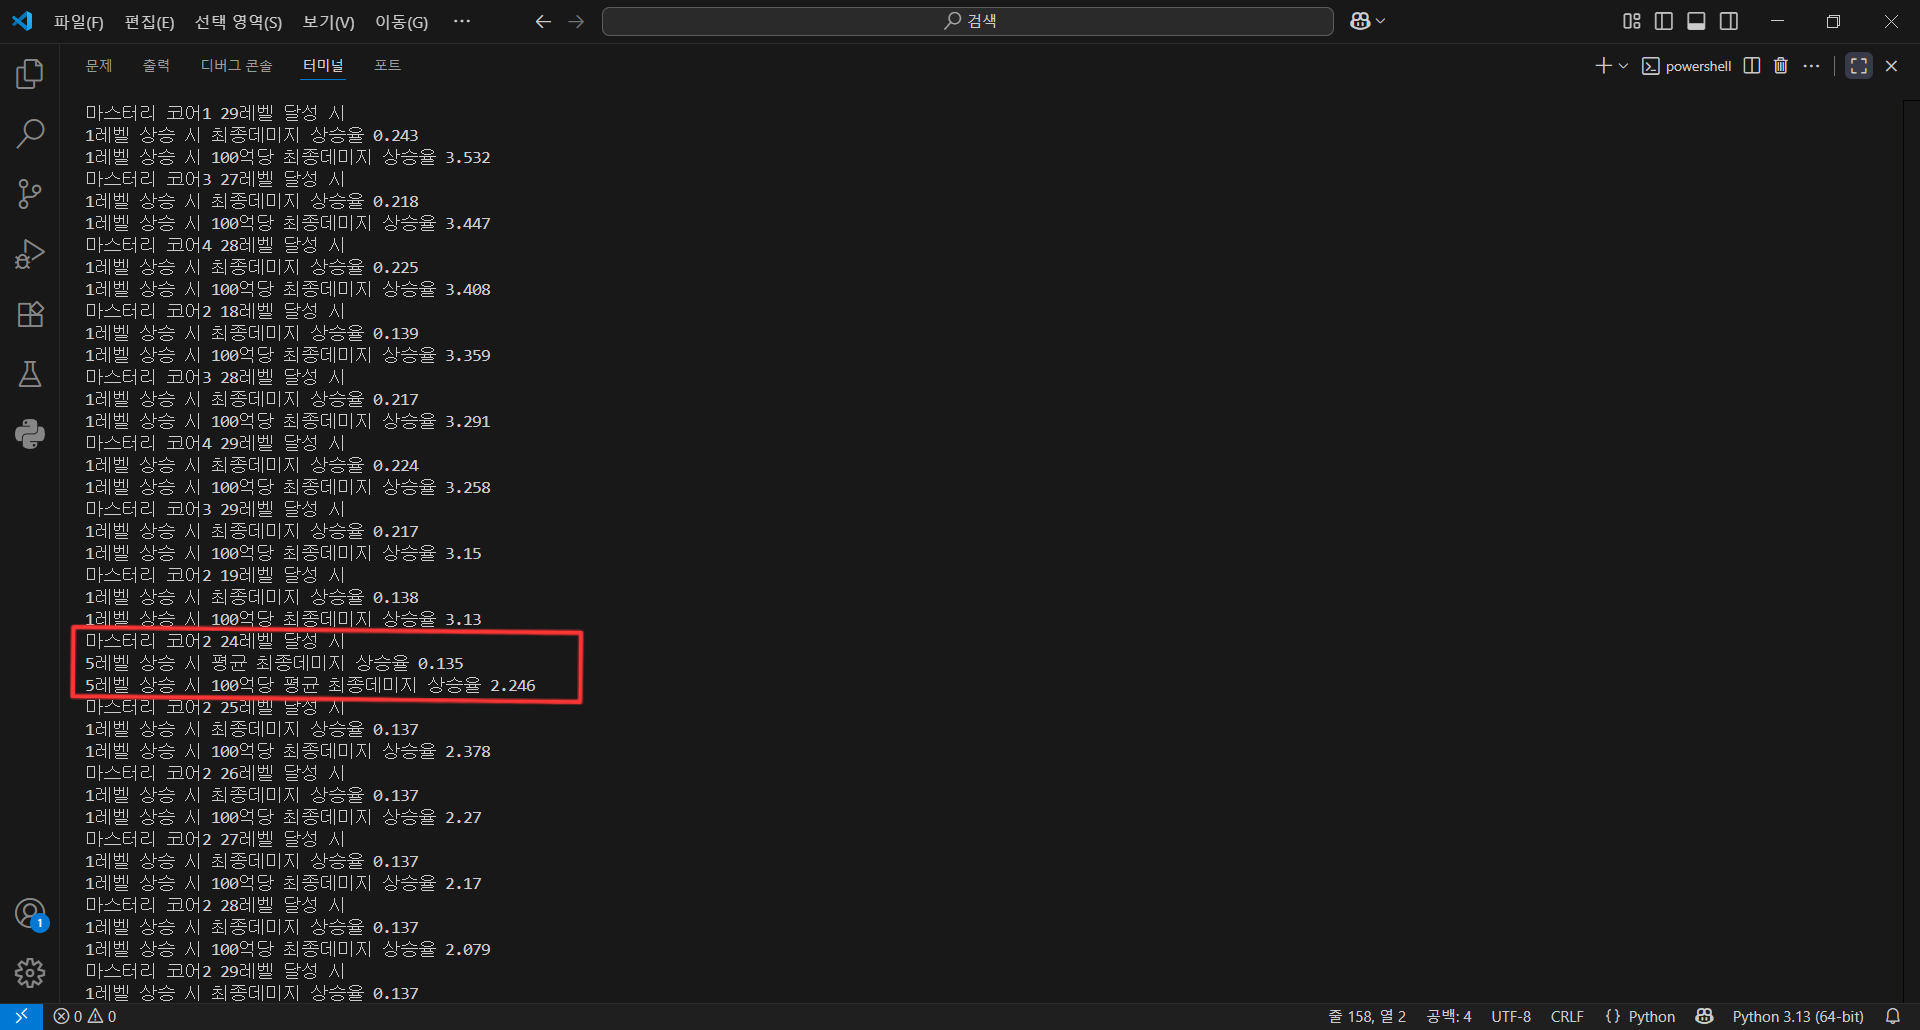 파일(F) 편집(E) 선택 영역(S) 보기(V) 이동(G) ··· 검색
문제 출력 디버그 콘솔 터미널 포트 powershell ···
마스터리 코어1 29레벨 달성 시
1레벨 상승 시 최종데미지 상승율 0.243
1레벨 상승 시 100억당 최종데미지 상승율 3.532
마스터리 코어3 27레벨 달성 시
1레벨 상승 시 최종데미지 상승율 0.218
1레벨 상승 시 100억당 최종데미지 상승율 3.447
마스터리 코어4 28레벨 달성 시
1레벨 상승 시 최종데미지 상승율 0.225
1레벨 상승 시 100억당 최종데미지 상승율 3.408
마스터리 코어2 18레벨 달성 시
1레벨 상승 시 최종데미지 상승율 0.139
1레벨 상승 시 100억당 최종데미지 상승율 3.359
마스터리 코어3 28레벨 달성 시
1레벨 상승 시 최종데미지 상승율 0.217
1레벨 상승 시 100억당 최종데미지 상승율 3.291
마스터리 코어4 29레벨 달성 시
1레벨 상승 시 최종데미지 상승율 0.224
1레벨 상승 시 100억당 최종데미지 상승율 3.258
마스터리 코어3 29레벨 달성 시
1레벨 상승 시 최종데미지 상승율 0.217
1레벨 상승 시 100억당 최종데미지 상승율 3.15
마스터리 코어2 19레벨 달성 시
1레벨 상승 시 최종데미지 상승율 0.138
1레벨 상승 시 100억당 최종데미지 상승율 3.13
마스터리 코어2 24레벨 달성 시
5레벨 상승 시 평균 최종데미지 상승율 0.135
5레벨 상승 시 100억당 평균 최종데미지 상승율 2.246
마스터리 코어2 25레벨 달성 시
1레벨 상승 시 최종데미지 상승율 0.137
1레벨 상승 시 100억당 최종데미지 상승율 2.378
마스터리 코어2 26레벨 달성 시
1레벨 상승 시 최종데미지 상승율 0.137
1레벨 상승 시 100억당 최종데미지 상승율 2.27
마스터리 코어2 27레벨 달성 시
1레벨 상승 시 최종데미지 상승율 0.137
1레벨 상승 시 100억당 최종데미지 상승율 2.17
마스터리 코어2 28레벨 달성 시
1레벨 상승 시 최종데미지 상승율 0.137
1레벨 상승 시 100억당 최종데미지 상승율 2.079
마스터리 코어2 29레벨 달성 시
1레벨 상승 시 최종데미지 상승율 0.137
1
0 0 줄 158, 열 2 공백: 4 UTF-8 CRLF {} Python Python 3.13 (64-bit)